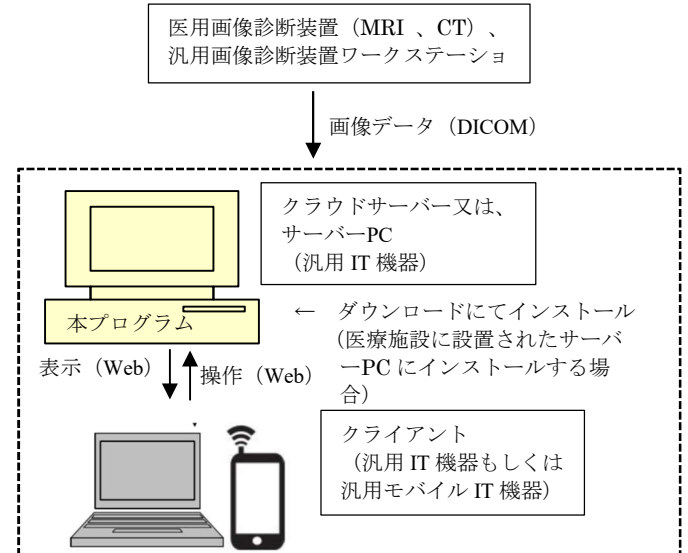 医用画像診断装置（MRI 、CT）、
汎用画像診断装置ワークステーショ
画像データ（DICOM）
クラウドサーバー又は、
サーバーPC
（汎用 IT 機器）
本プログラム
← ダウンロードにてインストール
（医療施設に設置されたサーバ
ーPC にインストールする場
合）
表示（Web）
操作（Web）
クライアント
（汎用 IT 機器もしくは
汎用モバイル IT 機器）